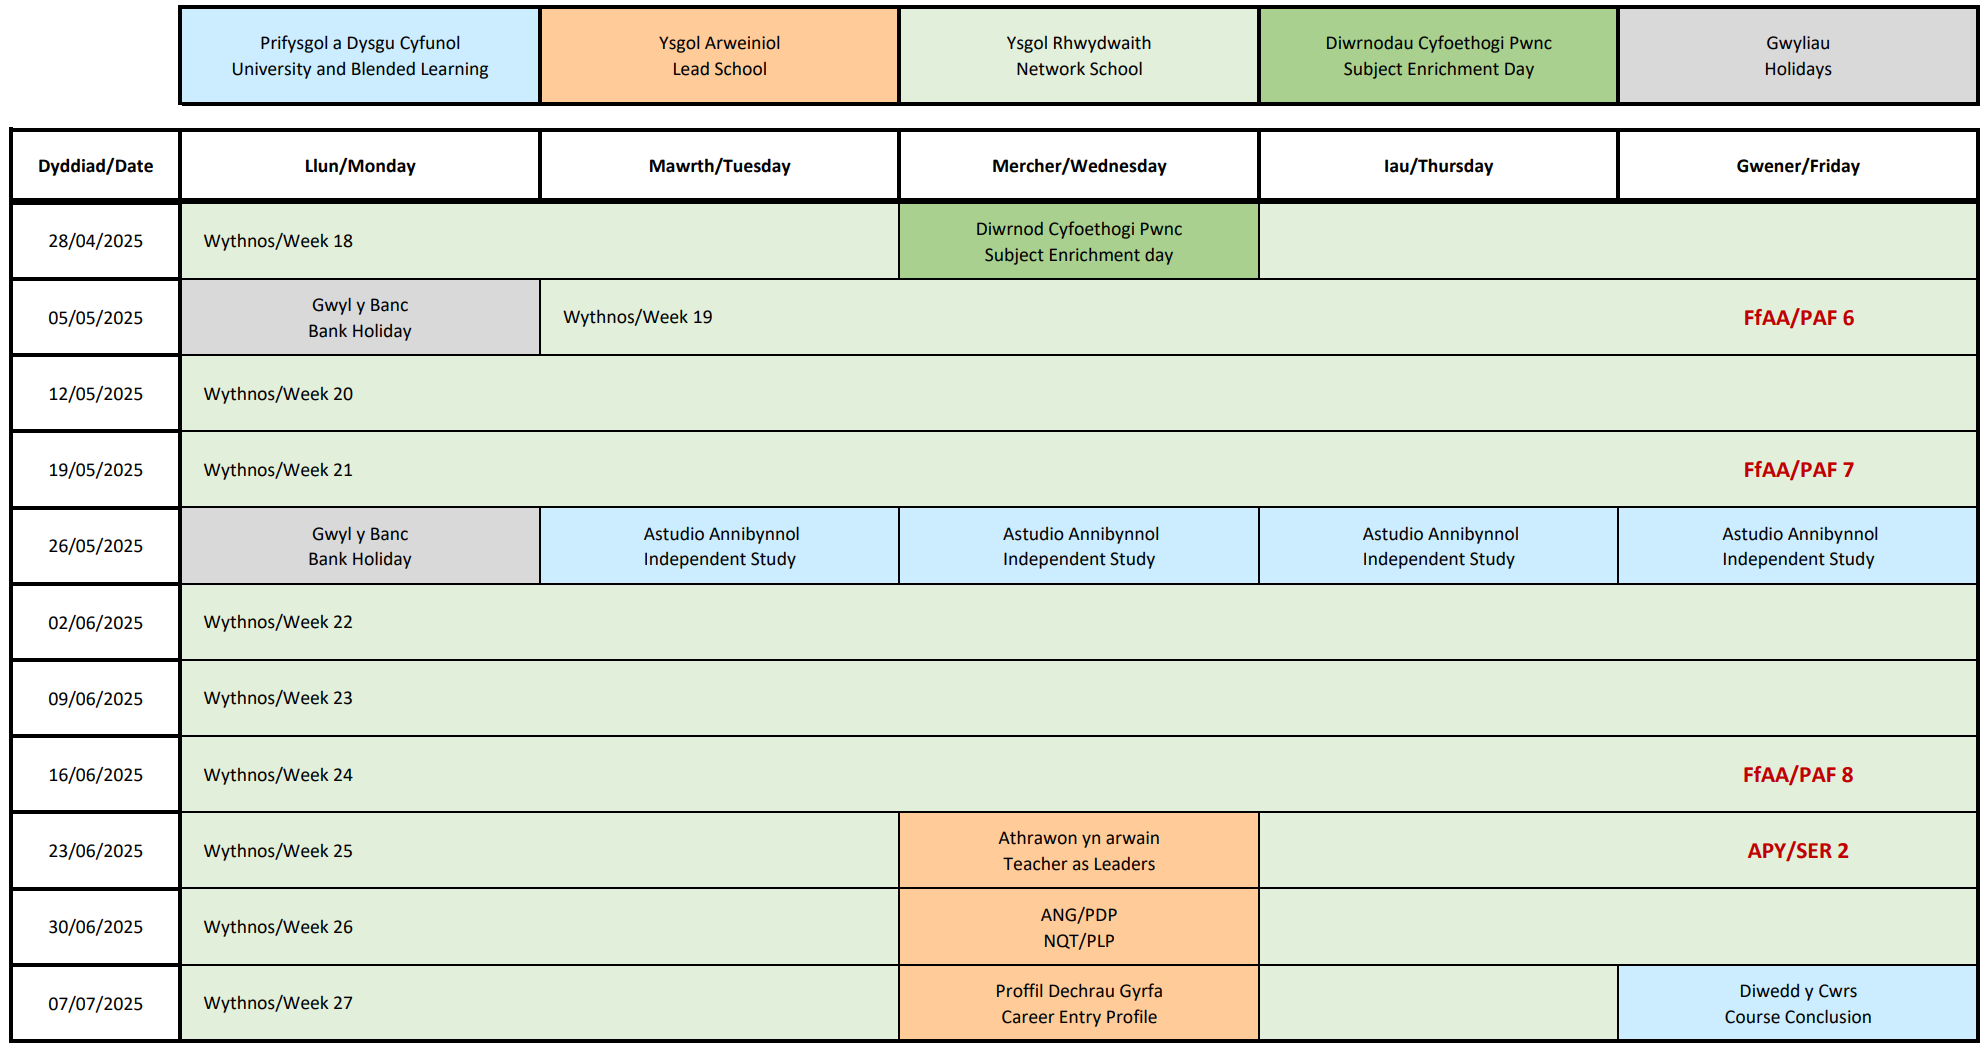 Prifysgol a Dysgu Cyfunol
University and Blended Learning
Ysgol Arweiniol
Lead School
Ysgol Rhwydwaith
Network School
Diwrnodau Cyfoethogi Pwnc
Subject Enrichment Day
Gwyliau
Holidays
Dyddiad/Date
Llun/Monday
Mawrth/Tuesday
Mercher/Wednesday
Iau/Thursday
Gwener/Friday
28/04/2025
Wythnos/Week 18
Diwrnod Cyfoethogi Pwnc
Subject Enrichment day
05/05/2025
Gwyl y Banc
Bank Holiday
Wythnos/Week 19
FfAA/PAF 6
12/05/2025
Wythnos/Week 20
19/05/2025
Wythnos/Week 21
FfAA/PAF 7
26/05/2025
Gwyl y Banc
Bank Holiday
Astudio Annibynnol
Independent Study
Astudio Annibynnol
Independent Study
Astudio Annibynnol
Independent Study
Astudio Annibynnol
Independent Study
02/06/2025
Wythnos/Week 22
09/06/2025
Wythnos/Week 23
16/06/2025
Wythnos/Week 24
FfAA/PAF 8
23/06/2025
Wythnos/Week 25
Athrawon yn arwain
Teacher as Leaders
APY/SER 2
30/06/2025
Wythnos/Week 26
ANG/PDP
NQT/PLP
07/07/2025
Wythnos/Week 27
Proffil Dechrau Gyrfa
Career Entry Profile
Diwedd y Cwrs
Course Conclusion